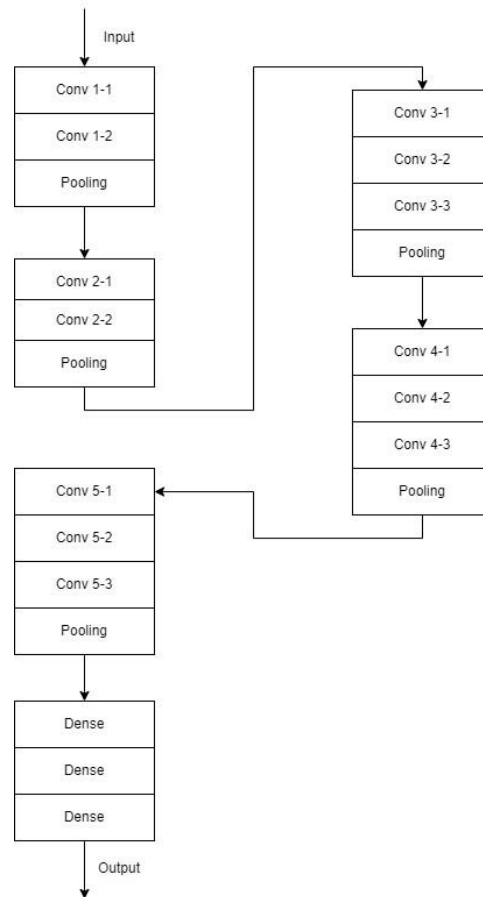 Input
Conv 1-1
Conv 1-2
Pooling
Conv 2-1
Conv 2-2
Pooling
Conv 3-1
Conv 3-2
Conv 3-3
Pooling
Conv 4-1
Conv 4-2
Conv 4-3
Pooling
Conv 5-1
Conv 5-2
Conv 5-3
Pooling
Dense
Dense
Dense
Output